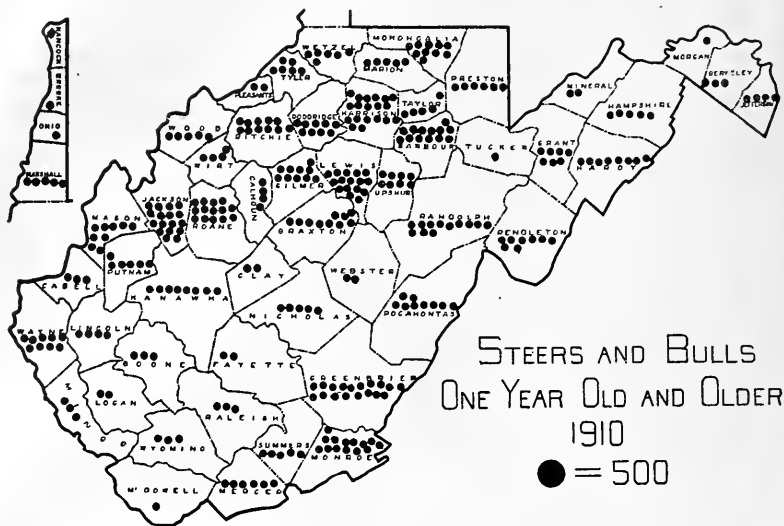 HANCOCK
BROOKE
OHIO
MARSHALL
MONONGALIA
WETZEL
MARION
TYLER
PLEASANTS
PRESTON
MORGAN
BERKELEY
JEFFERSON
MINERAL
HAMPSHIRE
TAYLOR
HARRISON
DODDRIDGE
RITCHIE
WOOD
BARBOUR
TUCKER
GRANT
HARDY
WIRT
CALHOUN
GILMER
LEWIS
UPSHUR
JACKSON
MASON
ROANE
BRAXTON
RANDOLPH
PENDLETON
PUTNAM
CLAY
WEBSTER
CABELL
KANAWHA
NICHOLAS
POCAHONTAS
WAYNE
LINCOLN
BOONE
FAYETTE
GREENBRIER
MINGO
LOGAN
RALEIGH
WYOMING
SUMMERS
MONROE
McDOWELL
MERCER
STEERS AND BULLS
ONE YEAR OLD AND OLDER
1910
● = 500